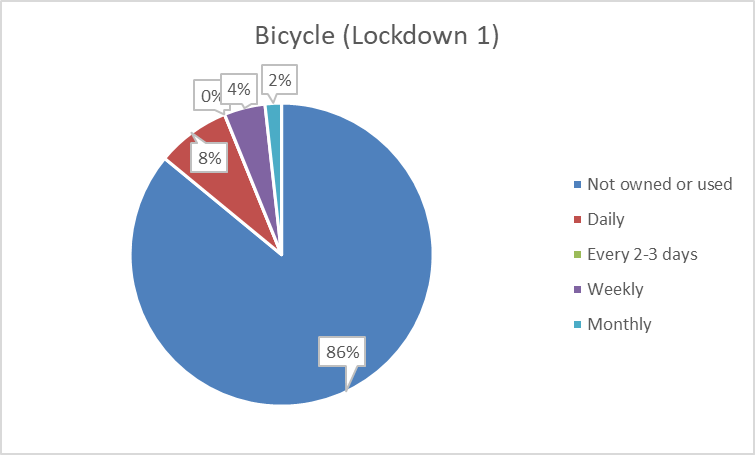 Bicycle (Lockdown 1)
0%
4%
2%
8%
86%
Not owned or used
Daily
Every 2-3 days
Weekly
Monthly